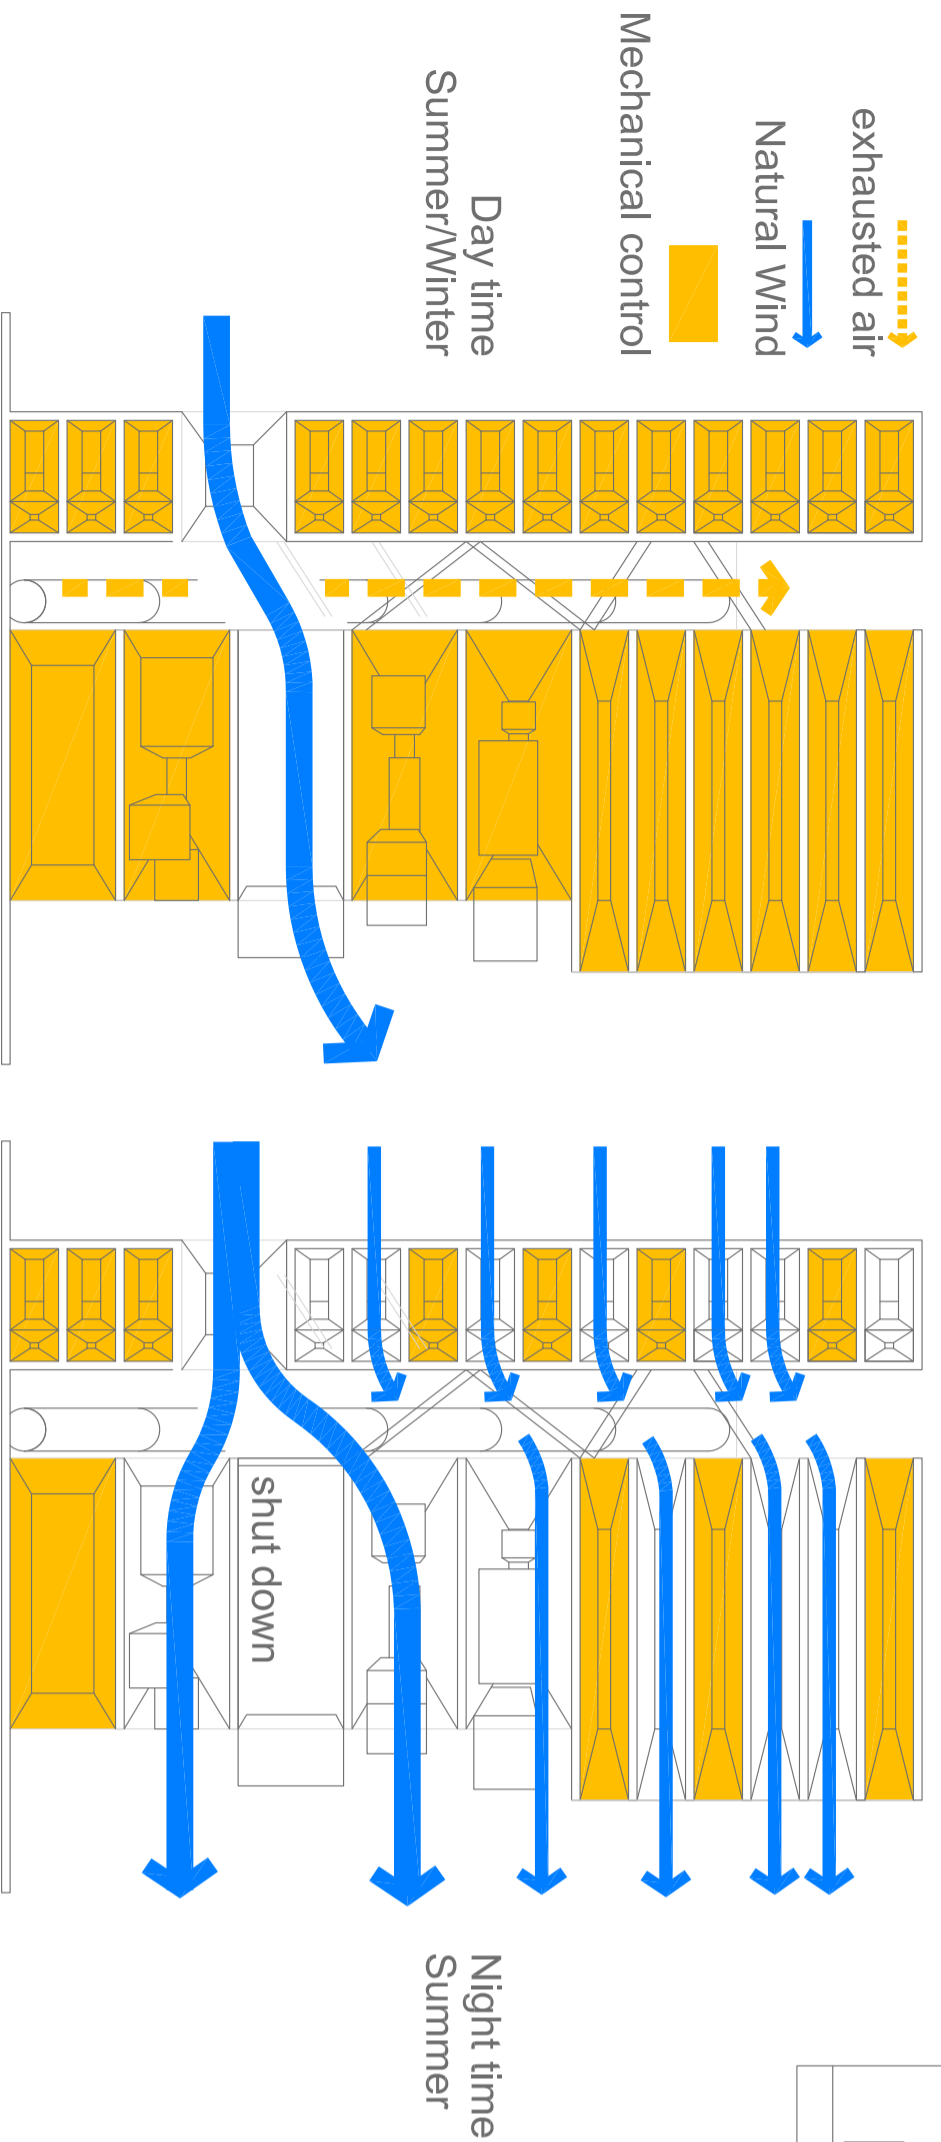 exhausted air
Natural Wind
Mechanical control
Day time
Summer/Winter
shut down
Night time
Summer